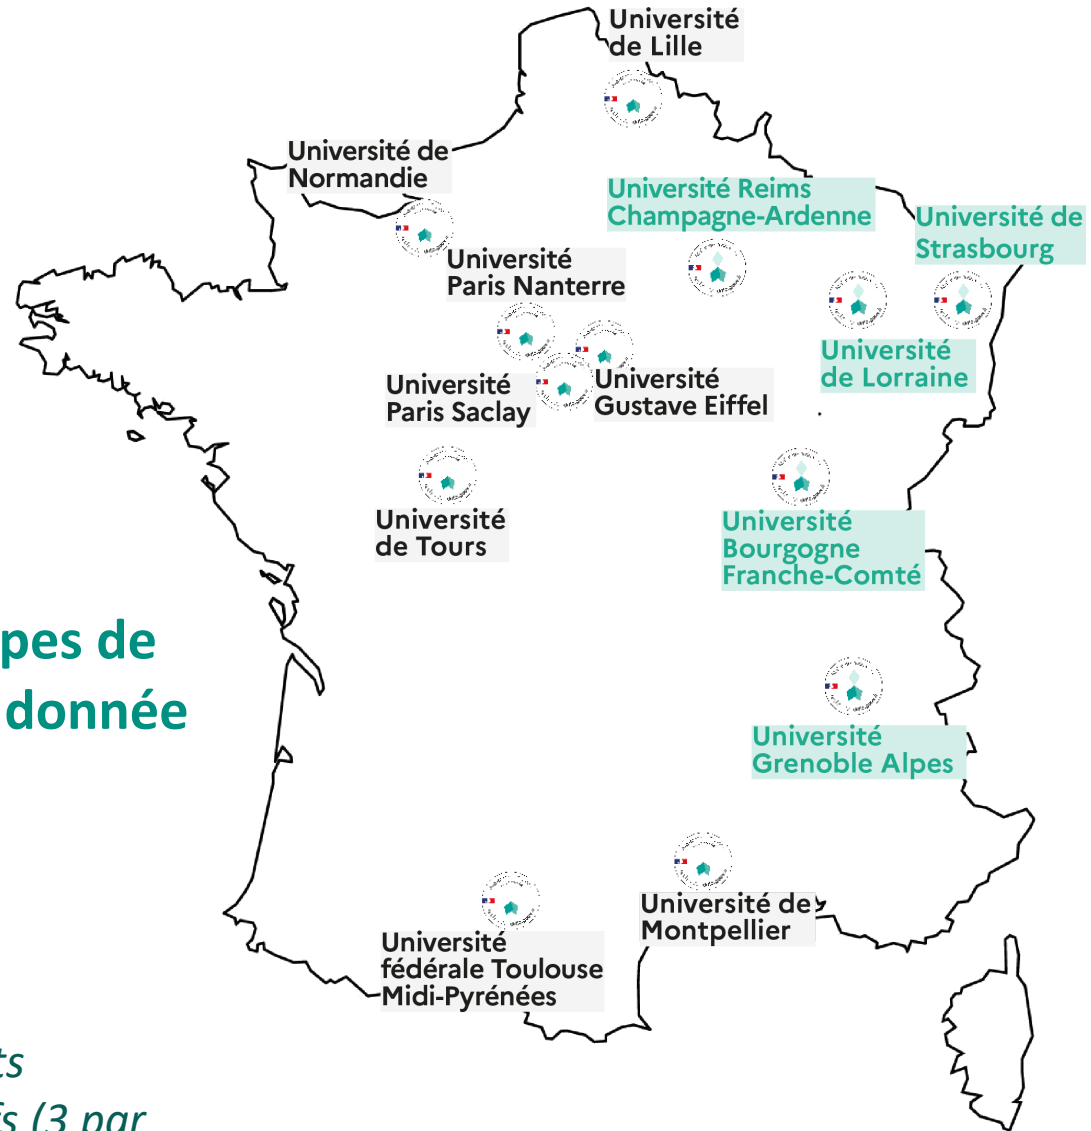 Université
de Lille
Université de
Normandie
Université Reims
Champagne-Ardenne
Université de
Strasbourg
Université
Paris Nanterre
Université
de Lorraine
Université
Paris Saclay
Université
Gustave Eiffel
Université
de Tours
Université
Bourgogne
Franche-Comté
pes de
donnée
Université
Grenoble Alpes
Université de
Montpellier
Université
fédérale Toulouse
Midi-Pyrénées
ts
fs (3 par